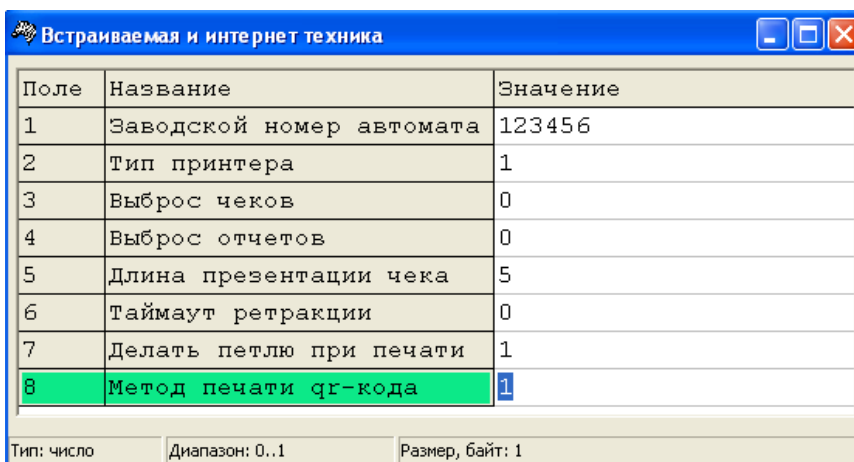 Встраиваемая и интернет техника
Поле Название Значение
1 Заводской номер автомата 123456
2 Тип принтера 1
3 Выброс чеков 0
4 Выброс отчетов 0
5 Длина презентации чека 5
6 Таймаут ретракции 0
7 Делать петлю при печати 1
8 Метод печати qr-кода 1
Тип: число Диапазон: 0..1 Размер, байт: 1